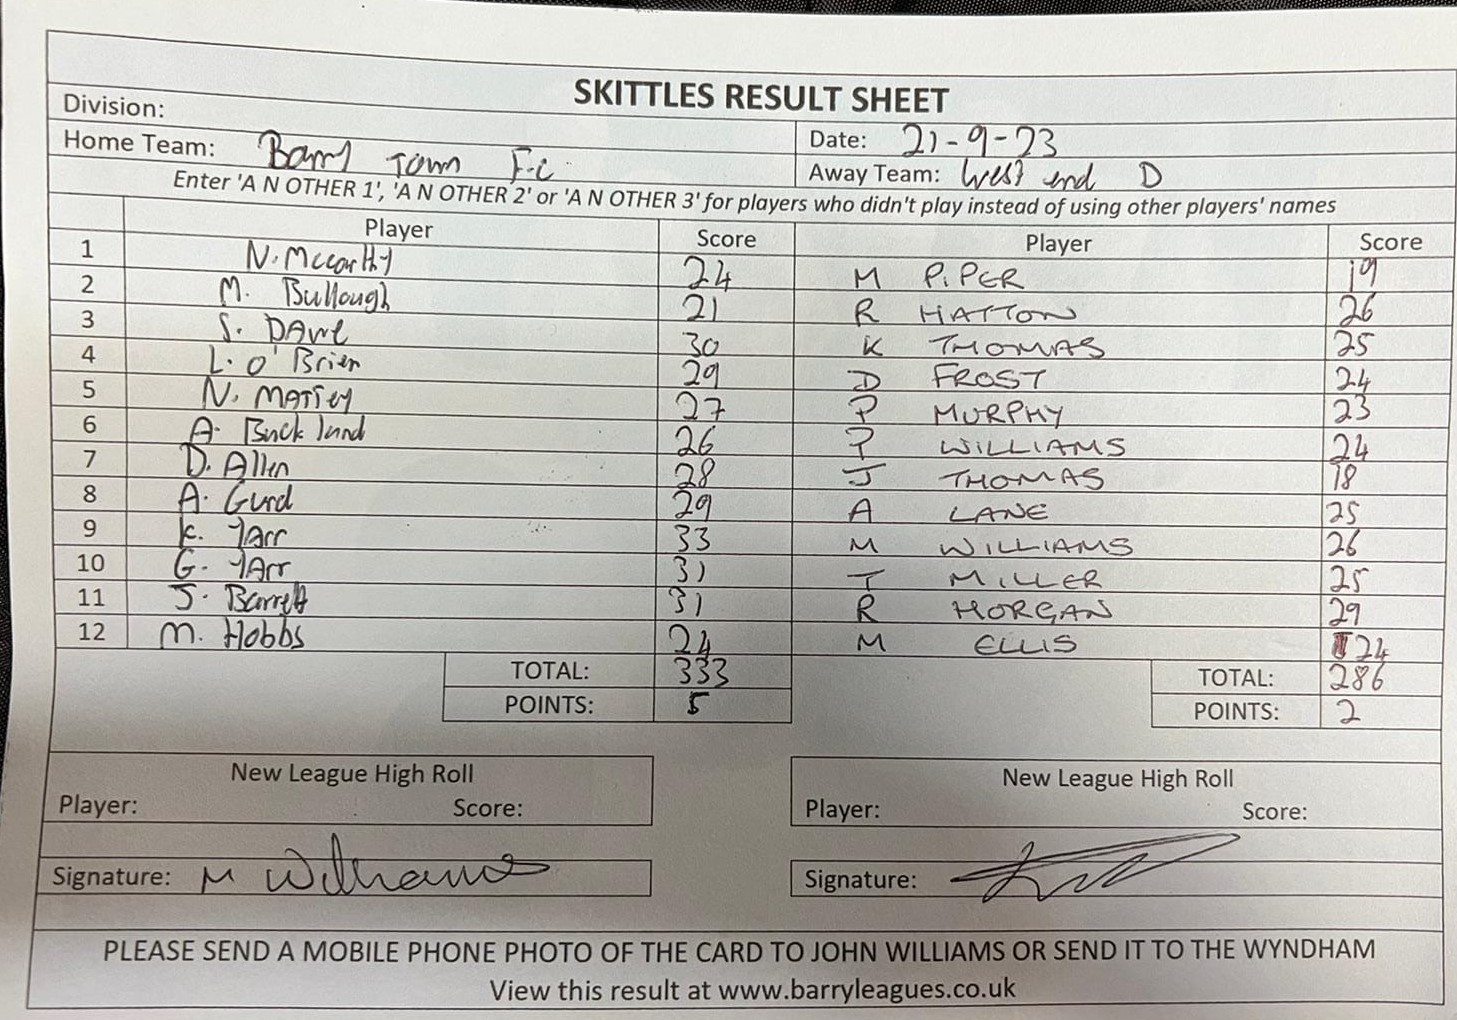 SKITTLES RESULT SHEET
Division:
Home Team: Barry Town F.C Date: 21-9-23
Away Team: West end D
Enter 'A N OTHER 1', 'A N OTHER 2' or 'A N OTHER 3' for players who didn't play instead of using other players' names
Player Score Player Score
1 N. Mccarthy 24 M PIPER 19
2 M. Bullough 21 R HATTON 26
3 S. DAWE 30 K THOMAS 25
4 L. O'Brien 29 D FROST 24
5 N. MATTEY 27 P MURPHY 23
6 A. Buckland 26 P WILLIAMS 24
7 D. Allen 28 J THOMAS 18
8 A. Gurd 29 A LANE 25
9 K. 33 M WILLIAMS 26
10 G. 31 T MILLER 25
11 J. Barrett 31 R MORGAN 29
12 M. Hobbs 24 M ELLIS 24
TOTAL: 333 TOTAL: 286
POINTS: 5 POINTS: 2
New League High Roll New League High Roll
Player: Score: Player: Score:
Signature: M Williams Signature:
PLEASE SEND A MOBILE PHONE PHOTO OF THE CARD TO JOHN WILLIAMS OR SEND IT TO THE WYNDHAM
View this result at www.barryleagues.co.uk